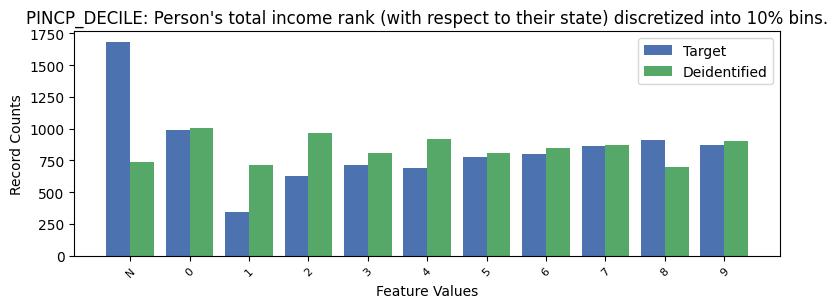 PINCP_DECILE: Person's total income rank (with respect to their state) discretized into 10% bins.
Target
Deidentified
Record Counts
1750
1500
1250
1000
750
500
250
0
N 0 1 2 3 4 5 6 7 8 9
Feature Values